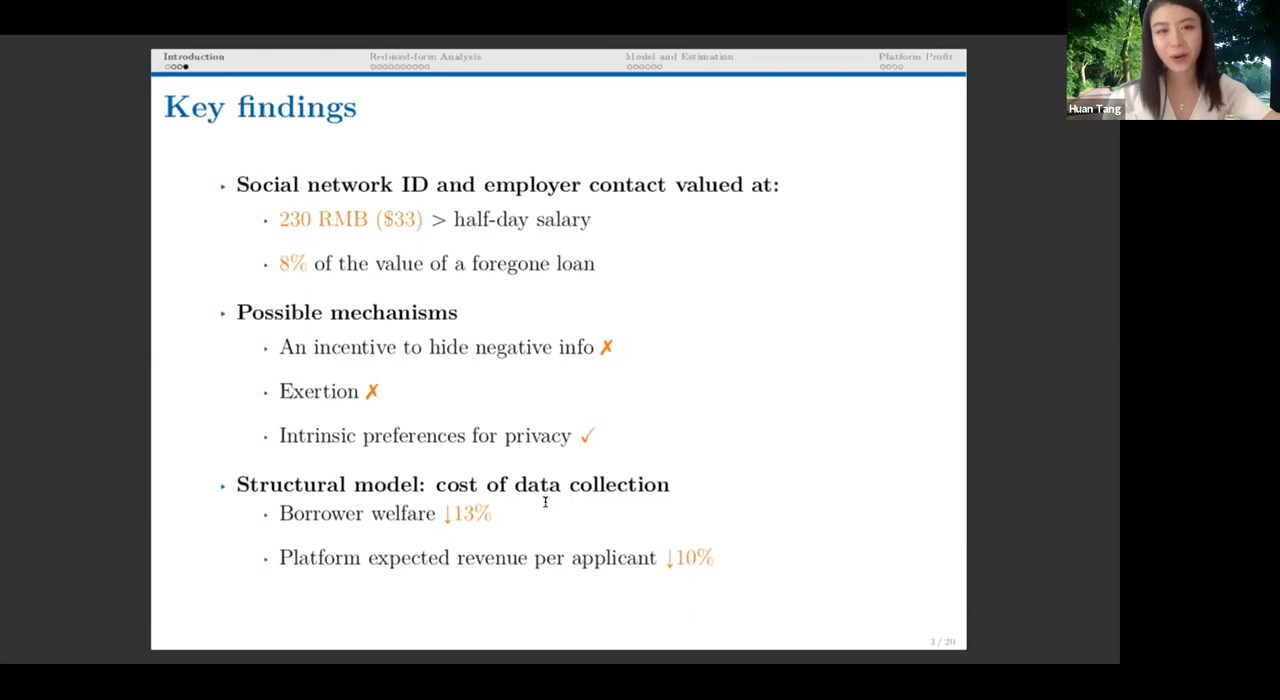 Introduction
Reduced-form Analysis
Model and Estimation
Platform Profit
Key findings
Social network ID and employer contact valued at:
230 RMB ($33) > half-day salary
8% of the value of a foregone loan
Possible mechanisms
An incentive to hide negative info ✗
Exertion ✗
Intrinsic preferences for privacy ✓
Structural model: cost of data collection
Borrower welfare ↓13%
Platform expected revenue per applicant ↓10%
3 / 20
Huan Tang